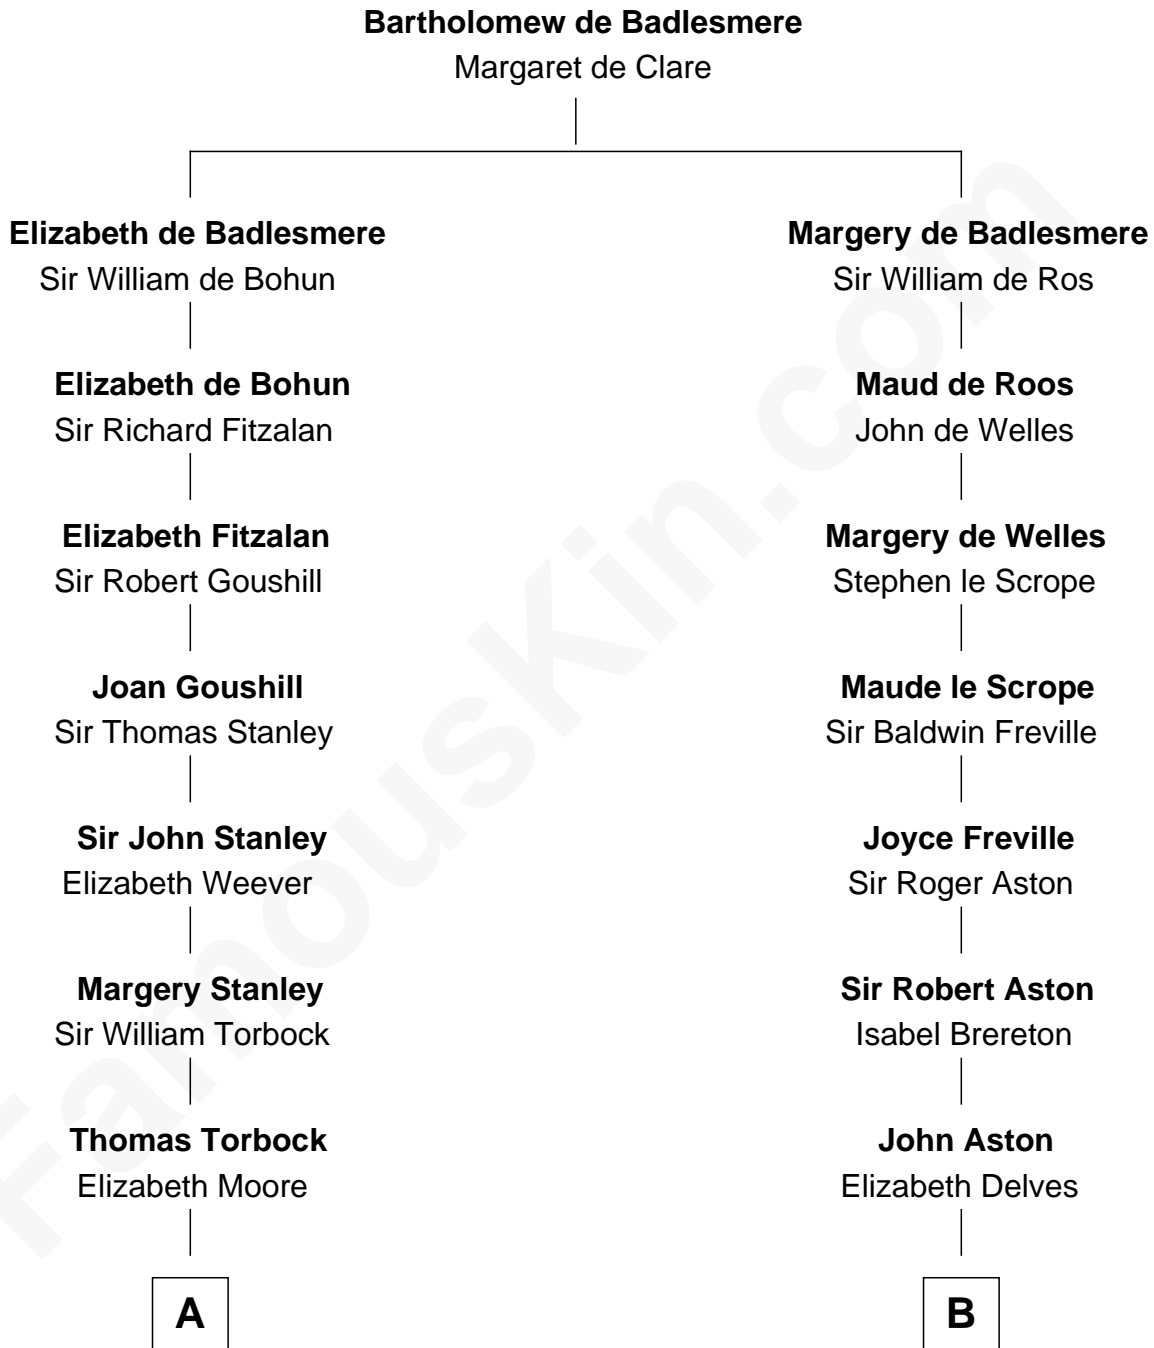 Bartholomew de Badlesmere
Margaret de Clare
Elizabeth de Badlesmere
Sir William de Bohun
Elizabeth de Bohun
Sir Richard Fitzalan
Elizabeth Fitzalan
Sir Robert Goushill
Joan Goushill
Sir Thomas Stanley
Sir John Stanley
Elizabeth Weever
Margery Stanley
Sir William Torbock
Thomas Torbock
Elizabeth Moore
A
Margery de Badlesmere
Sir William de Ros
Maud de Roos
John de Welles
Margery de Welles
Stephen le Scrope
Maude le Scrope
Sir Baldwin Freville
Joyce Freville
Sir Roger Aston
Sir Robert Aston
Isabel Brereton
John Aston
Elizabeth Delves
B
FamousKin.com